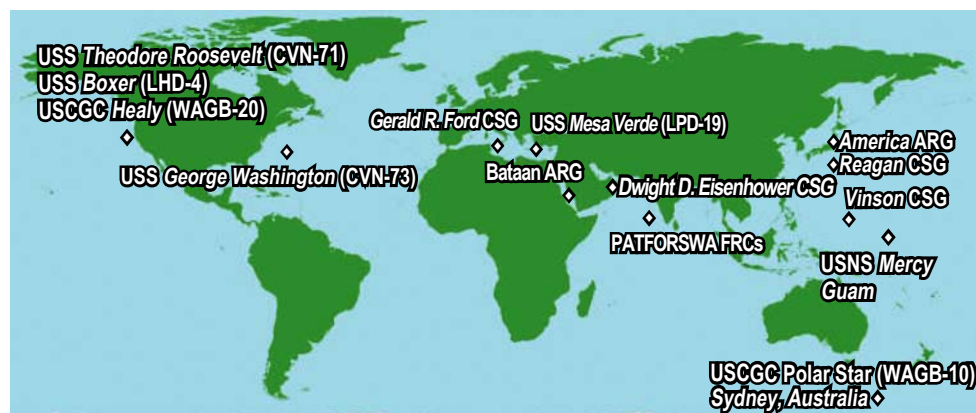 USS Theodore Roosevelt (CVN-71)
USS Boxer (LHD-4)
USCGC Healy (WAGB-20)
USS George Washington (CVN-73)
Gerald R. Ford CSG
USS Mesa Verde (LPD-19)
Bataan ARG
Dwight D. Eisenhower CSG
PATFORSWA FRCs
America ARG
Reagan CSG
Vinson CSG
USNS Mercy
Guam
USCGC Polar Star (WAGB-10)
Sydney, Australia